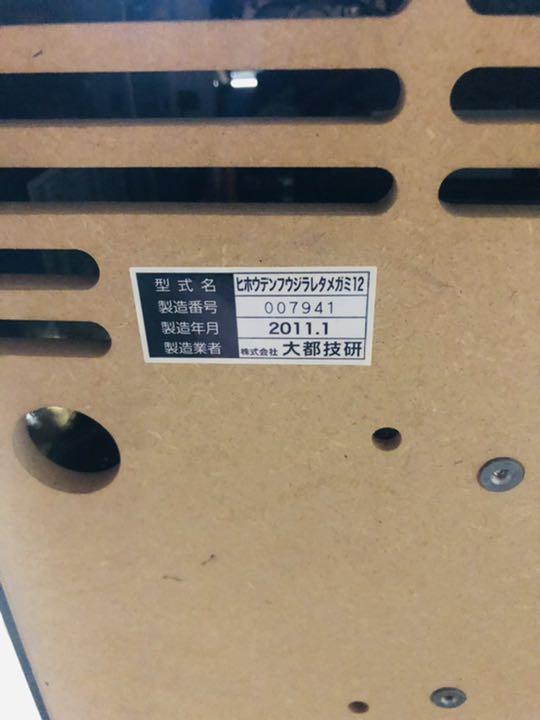 型式名 ヒホウデンフウジラレタメガミ12
製造番号 007941
製造年月 2011.1
製造業者 株式会社 大都技研